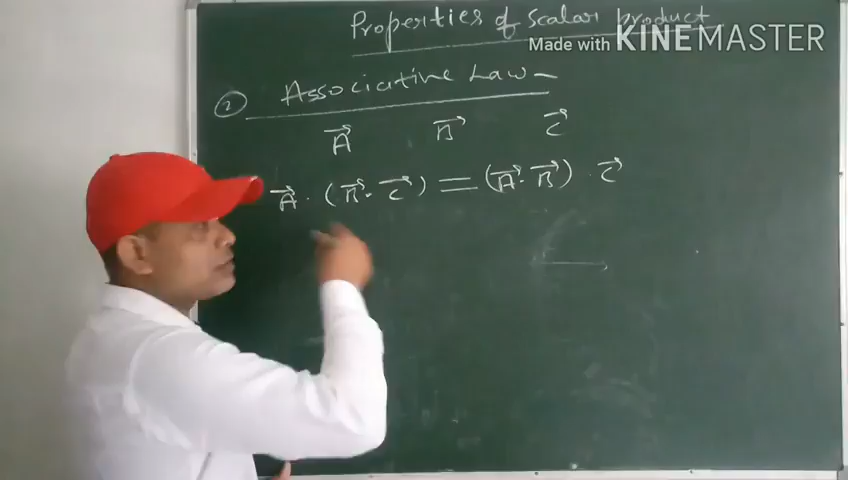 Properties of scalar product
Made with KINEMASTER
② Associative Law -
A⃗ B⃗ C⃗
A⃗ . (B⃗ . C⃗) = (A⃗ . B⃗) . C⃗